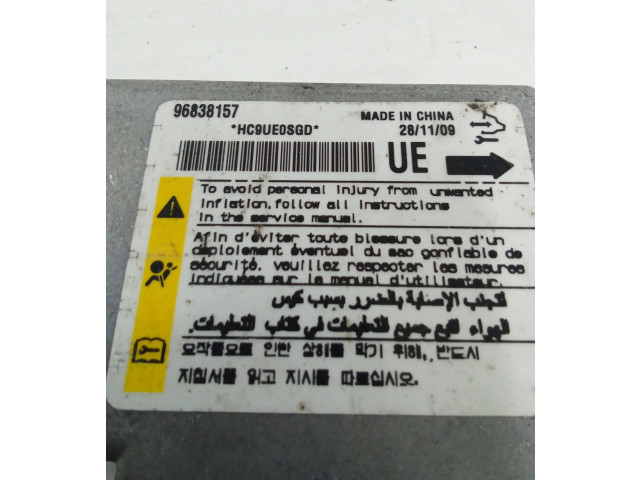 96838157
MADE IN CHINA
*HC9UE0SGD*
28/11/09
UE
To avoid personal injury from unwanted
inflation, follow all instructions
in the service manual.
Afin d'éviter toute blessure lors d'un
déploiement éventuel du sac gonflable de
sécurité, veuillez respecter les mesures
indiquées sur le manuel d'utilisateur.
لتجنب الإصابة بالضرر بسبب كيس
الهواء اتبع جميع التعليمات في كتاب التعليمات.
오작동으로 인한 상해를 막기 위해, 반드시
지침서를 읽고 지시를 따르십시오.